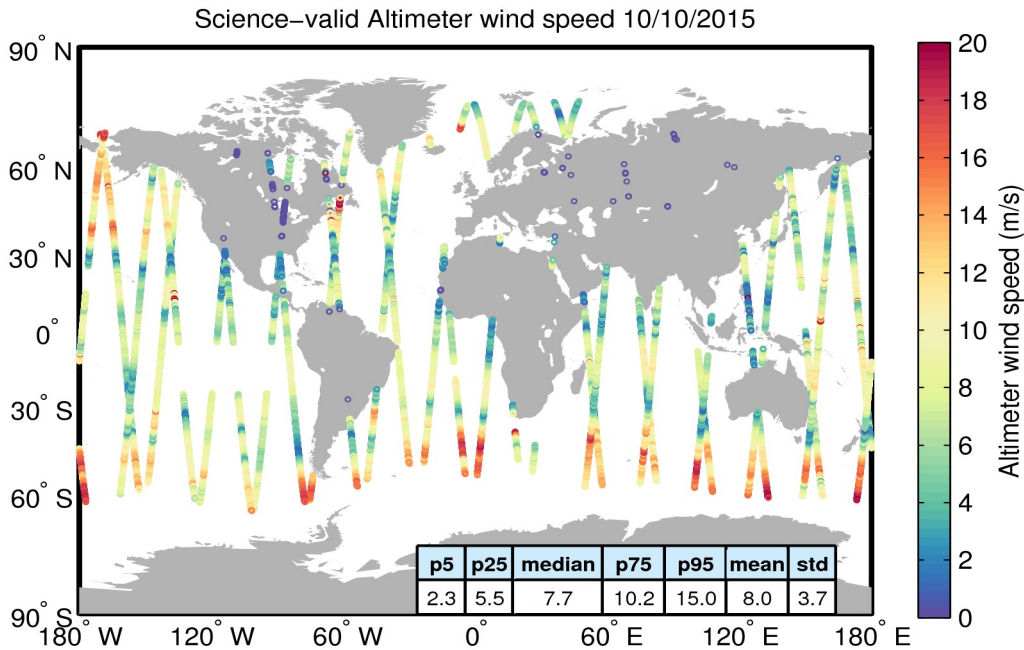 Science−valid Altimeter wind speed 10/10/2015
90° N
60° N
30° N
0°
30° S
60° S
90° S
180° W
120° W
60° W
0°
60° E
120° E
180° E
p5 p25 median p75 p95 mean std
2.3 5.5 7.7 10.2 15.0 8.0 3.7
20
18
16
14
12
10
8
6
4
2
0
Altimeter wind speed (m/s)